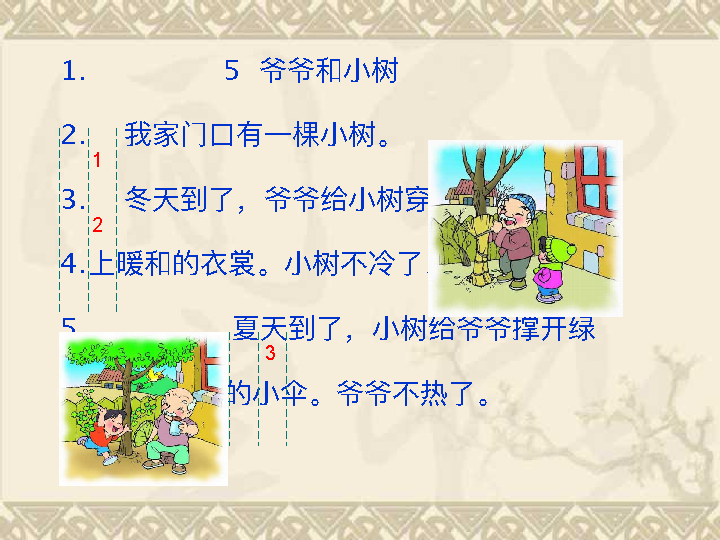 1. 5 爷爷和小树
2. 我家门口有一棵小树。
1
3. 冬天到了，爷爷给小树穿
2
4.上暖和的衣裳。小树不冷了
5 夏天到了，小树给爷爷撑开绿
3
的小伞。爷爷不热了。